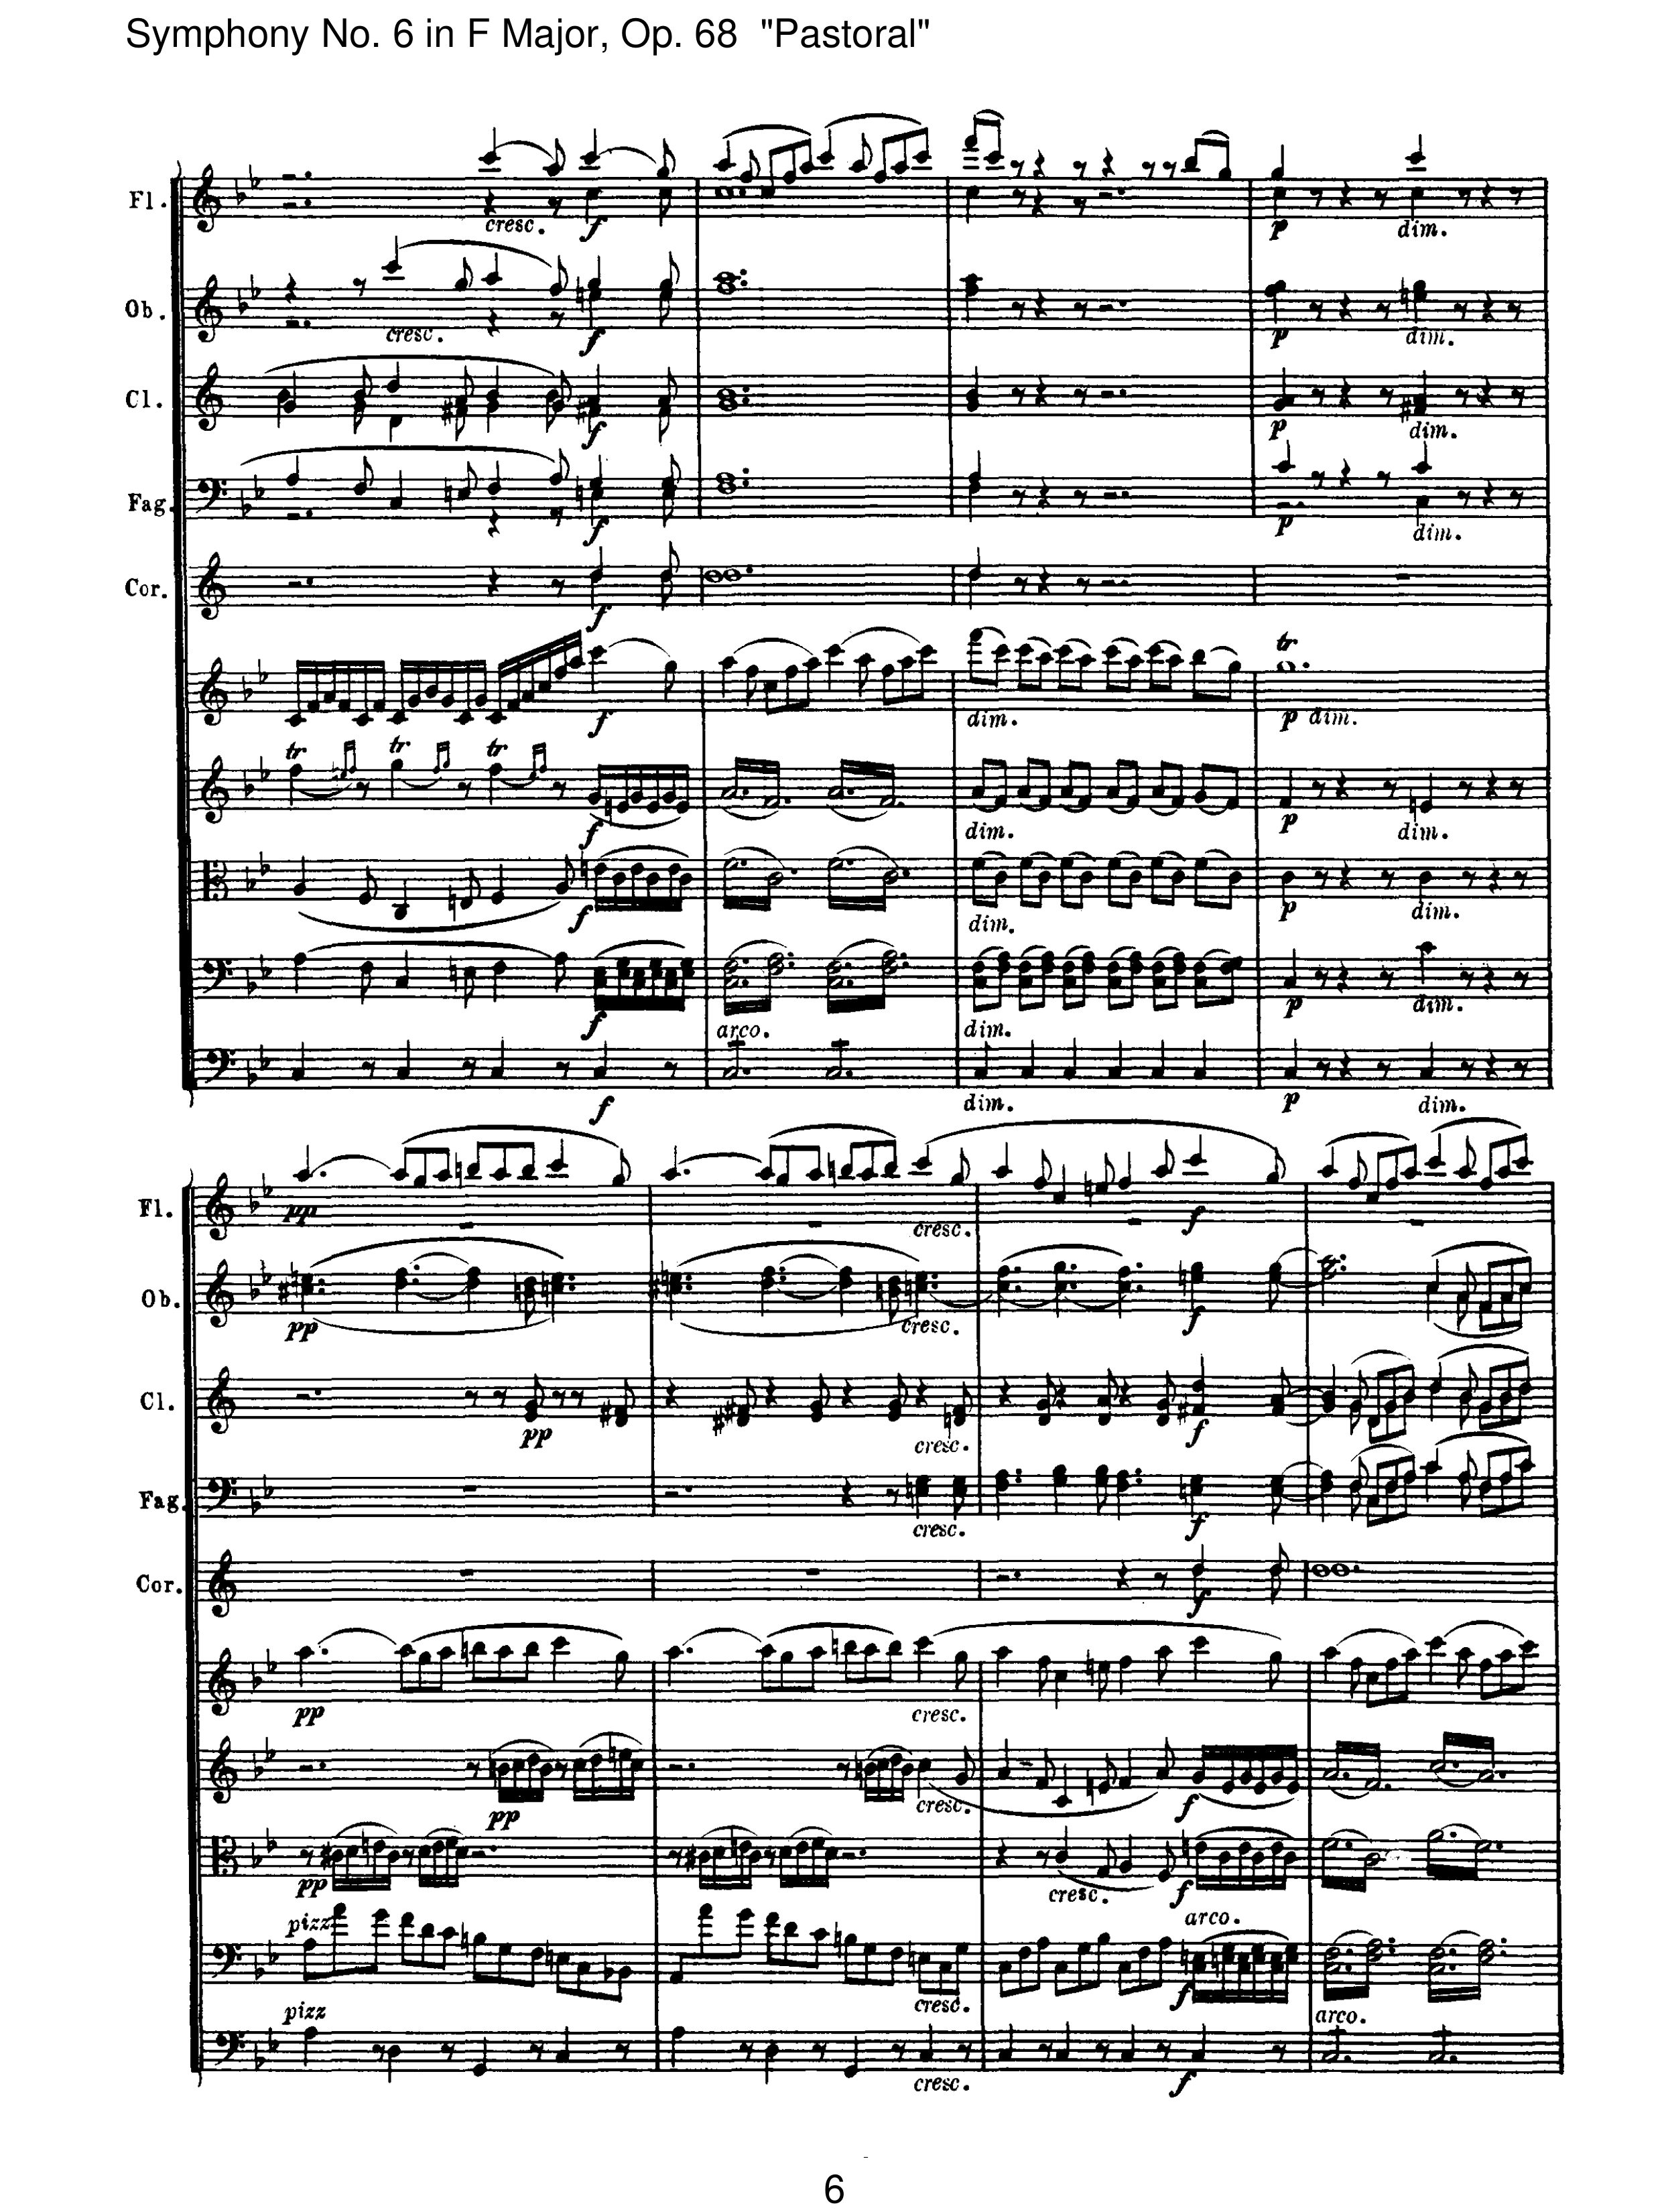 Symphony No. 6 in F Major, Op. 68 "Pastoral"
Fl.
cresc. f p dim.
Ob.
cresc. f p dim.
Cl.
f p dim.
Fag.
f p dim.
Cor.
f
tr
f dim. p dim.
tr tr tr
f dim. p dim.
f dim. p dim.
f p dim.
arco. dim.
f dim. p dim.
Fl.
pp cresc. f
Ob.
pp cresc. f
Cl.
pp cresc. f
Fag.
cresc. f
Cor.
f
pp cresc.
pp cresc. f
pp cresc. f
pizz arco.
cresc. f
pizz arco.
cresc. f
6